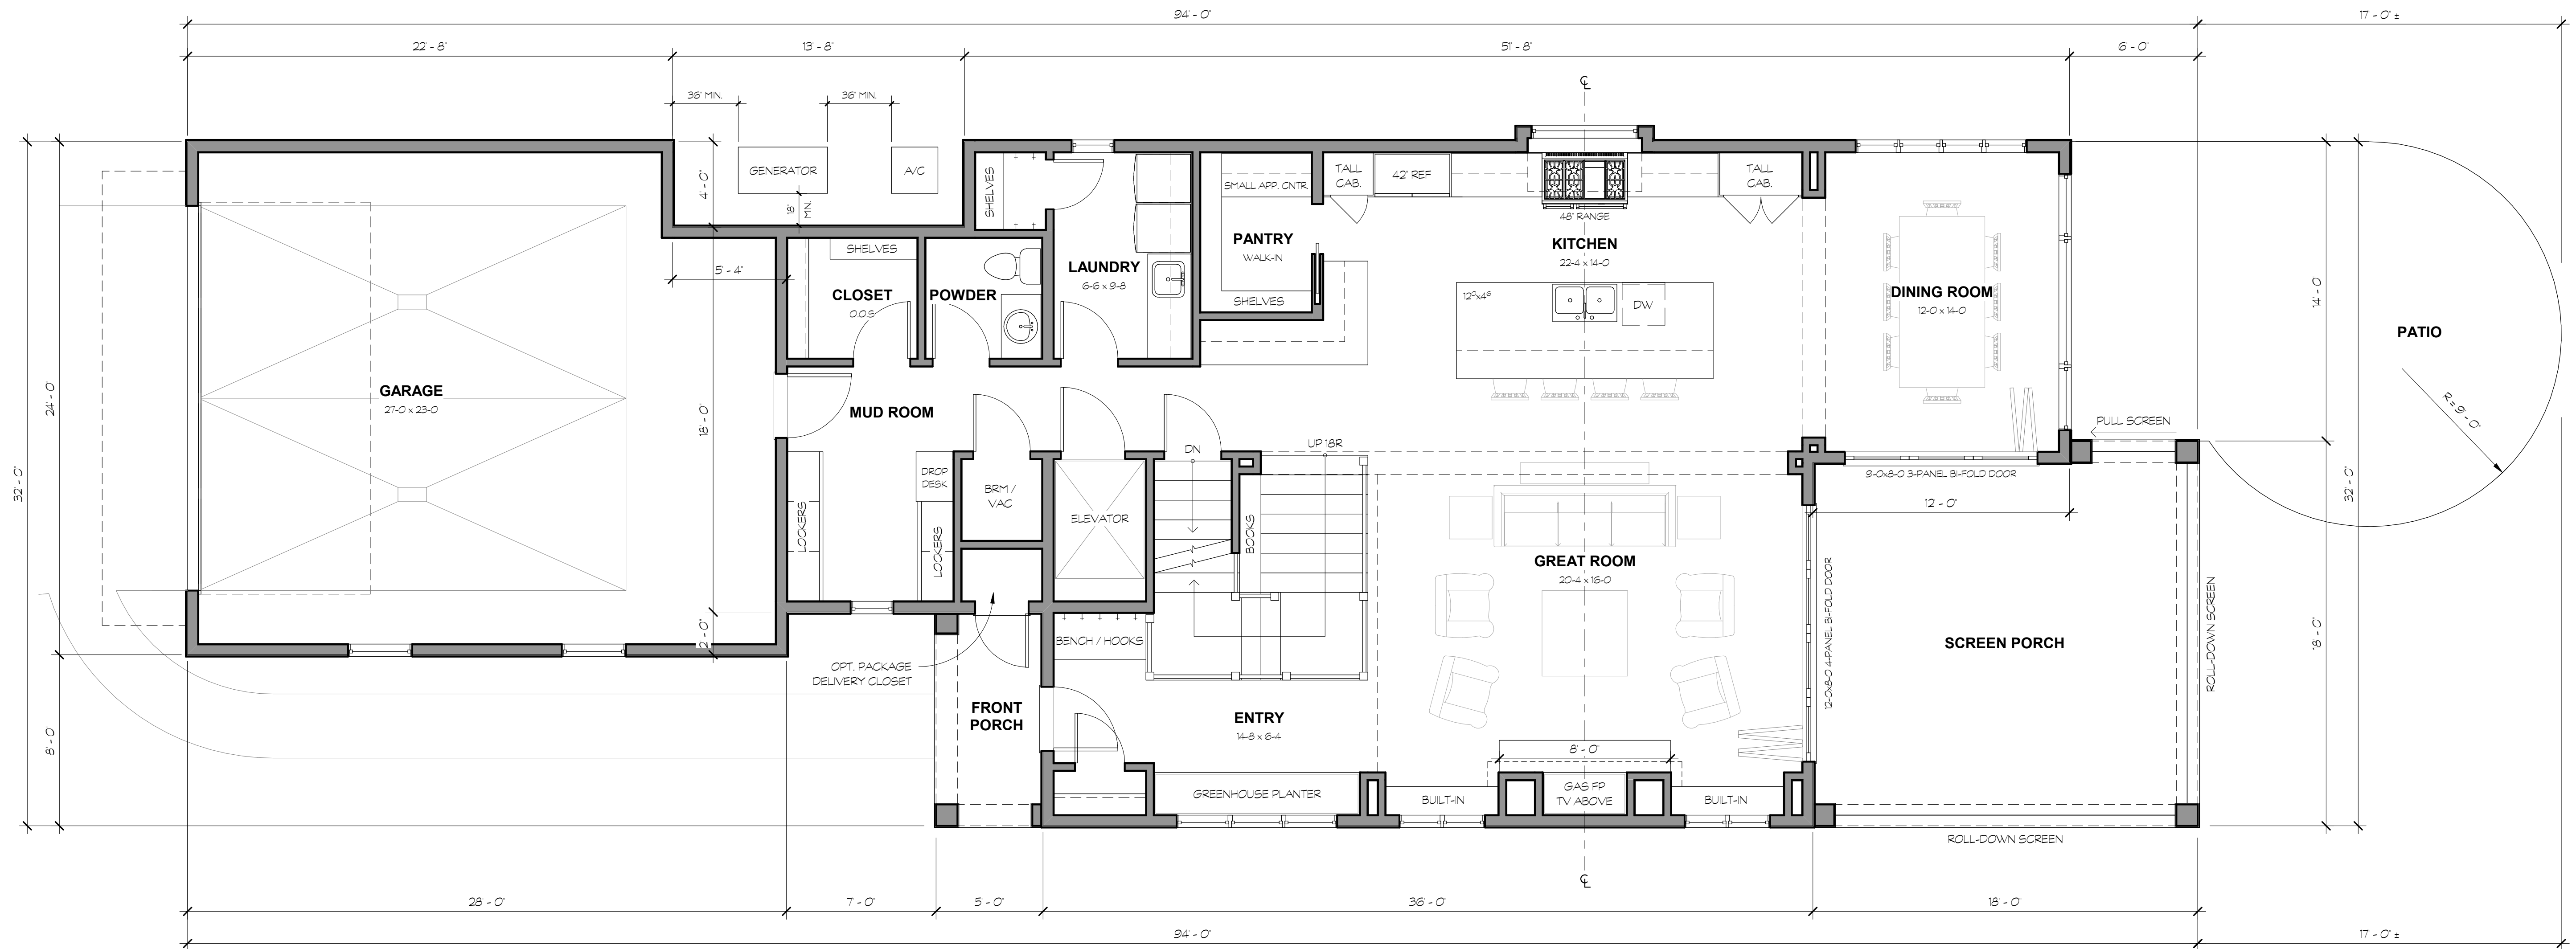 94' - 0"
17' - 0" ±
22' - 8"
13' - 8"
51' - 8"
6' - 0"
36" MIN.
36" MIN.
℄
GENERATOR
A/C
18"
MIN.
4' - 0"
SHELVES
SMALL APP. CNTR.
TALL
CAB.
42" REF
48" RANGE
TALL
CAB.
SHELVES
5' - 4"
CLOSET
O.O.S.
POWDER
LAUNDRY
6-6 x 9-8
PANTRY
WALK-IN
SHELVES
KITCHEN
22-4 x 14-0
12⁰x4⁶
DW
DINING ROOM
12-0 x 14-0
14' - 0"
PATIO
R = 9' - 0"
GARAGE
27-0 x 23-0
24' - 0"
32' - 0"
18' - 0"
MUD ROOM
PULL SCREEN
DN
UP 18R
DROP
DESK
BRM /
VAC
ELEVATOR
BOOKS
LOCKERS
LOCKERS
9-0x8-0 3-PANEL BI-FOLD DOOR
12' - 0"
32' - 0"
GREAT ROOM
20-4 x 16-0
12-0x8-0 4-PANEL BI-FOLD DOOR
ROLL-DOWN SCREEN
SCREEN PORCH
18' - 0"
2' - 0"
BENCH / HOOKS
OPT. PACKAGE
DELIVERY CLOSET
FRONT
PORCH
ENTRY
14-8 x 6-4
8' - 0"
8' - 0"
GREENHOUSE PLANTER
BUILT-IN
GAS FP
TV ABOVE
BUILT-IN
ROLL-DOWN SCREEN
℄
28' - 0"
7' - 0"
5' - 0"
36' - 0"
18' - 0"
94' - 0"
17' - 0" ±